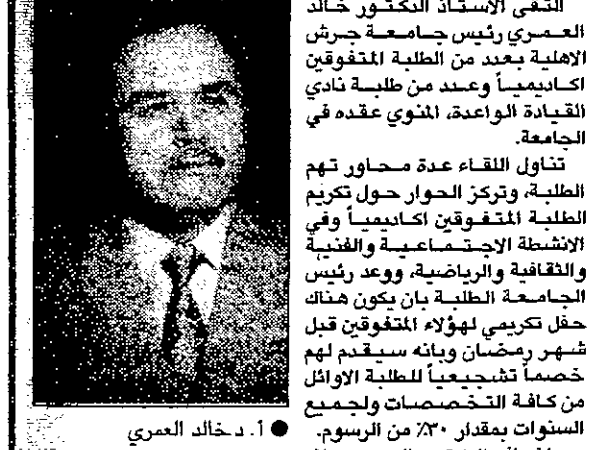 التقى الاستاذ الدكتور خالد
العمري رئيس جامعة جرش
الاهلية بعدد من الطلبة المتفوقين
اكاديمياً وعدد من طلبة نادي
القيادة الواعدة، المنوي عقده في
الجامعة.
تناول اللقاء عدة محاور تهم
الطلبة، وتركز الحوار حول تكريم
الطلبة المتفوقين اكاديمياً وفي
الانشطة الاجتماعية والفنية
والثقافية والرياضية، ووعد رئيس
الجامعة الطلبة بان يكون هناك
حفل تكريمي لهؤلاء المتفوقين قبل
شهر رمضان وبانه سيقدم لهم
خصماً تشجيعياً للطلبة الاوائل
من كافة التخصصات ولجميع
السنوات بمقدار ٣٠٪ من الرسوم.
● أ. د خالد العمري